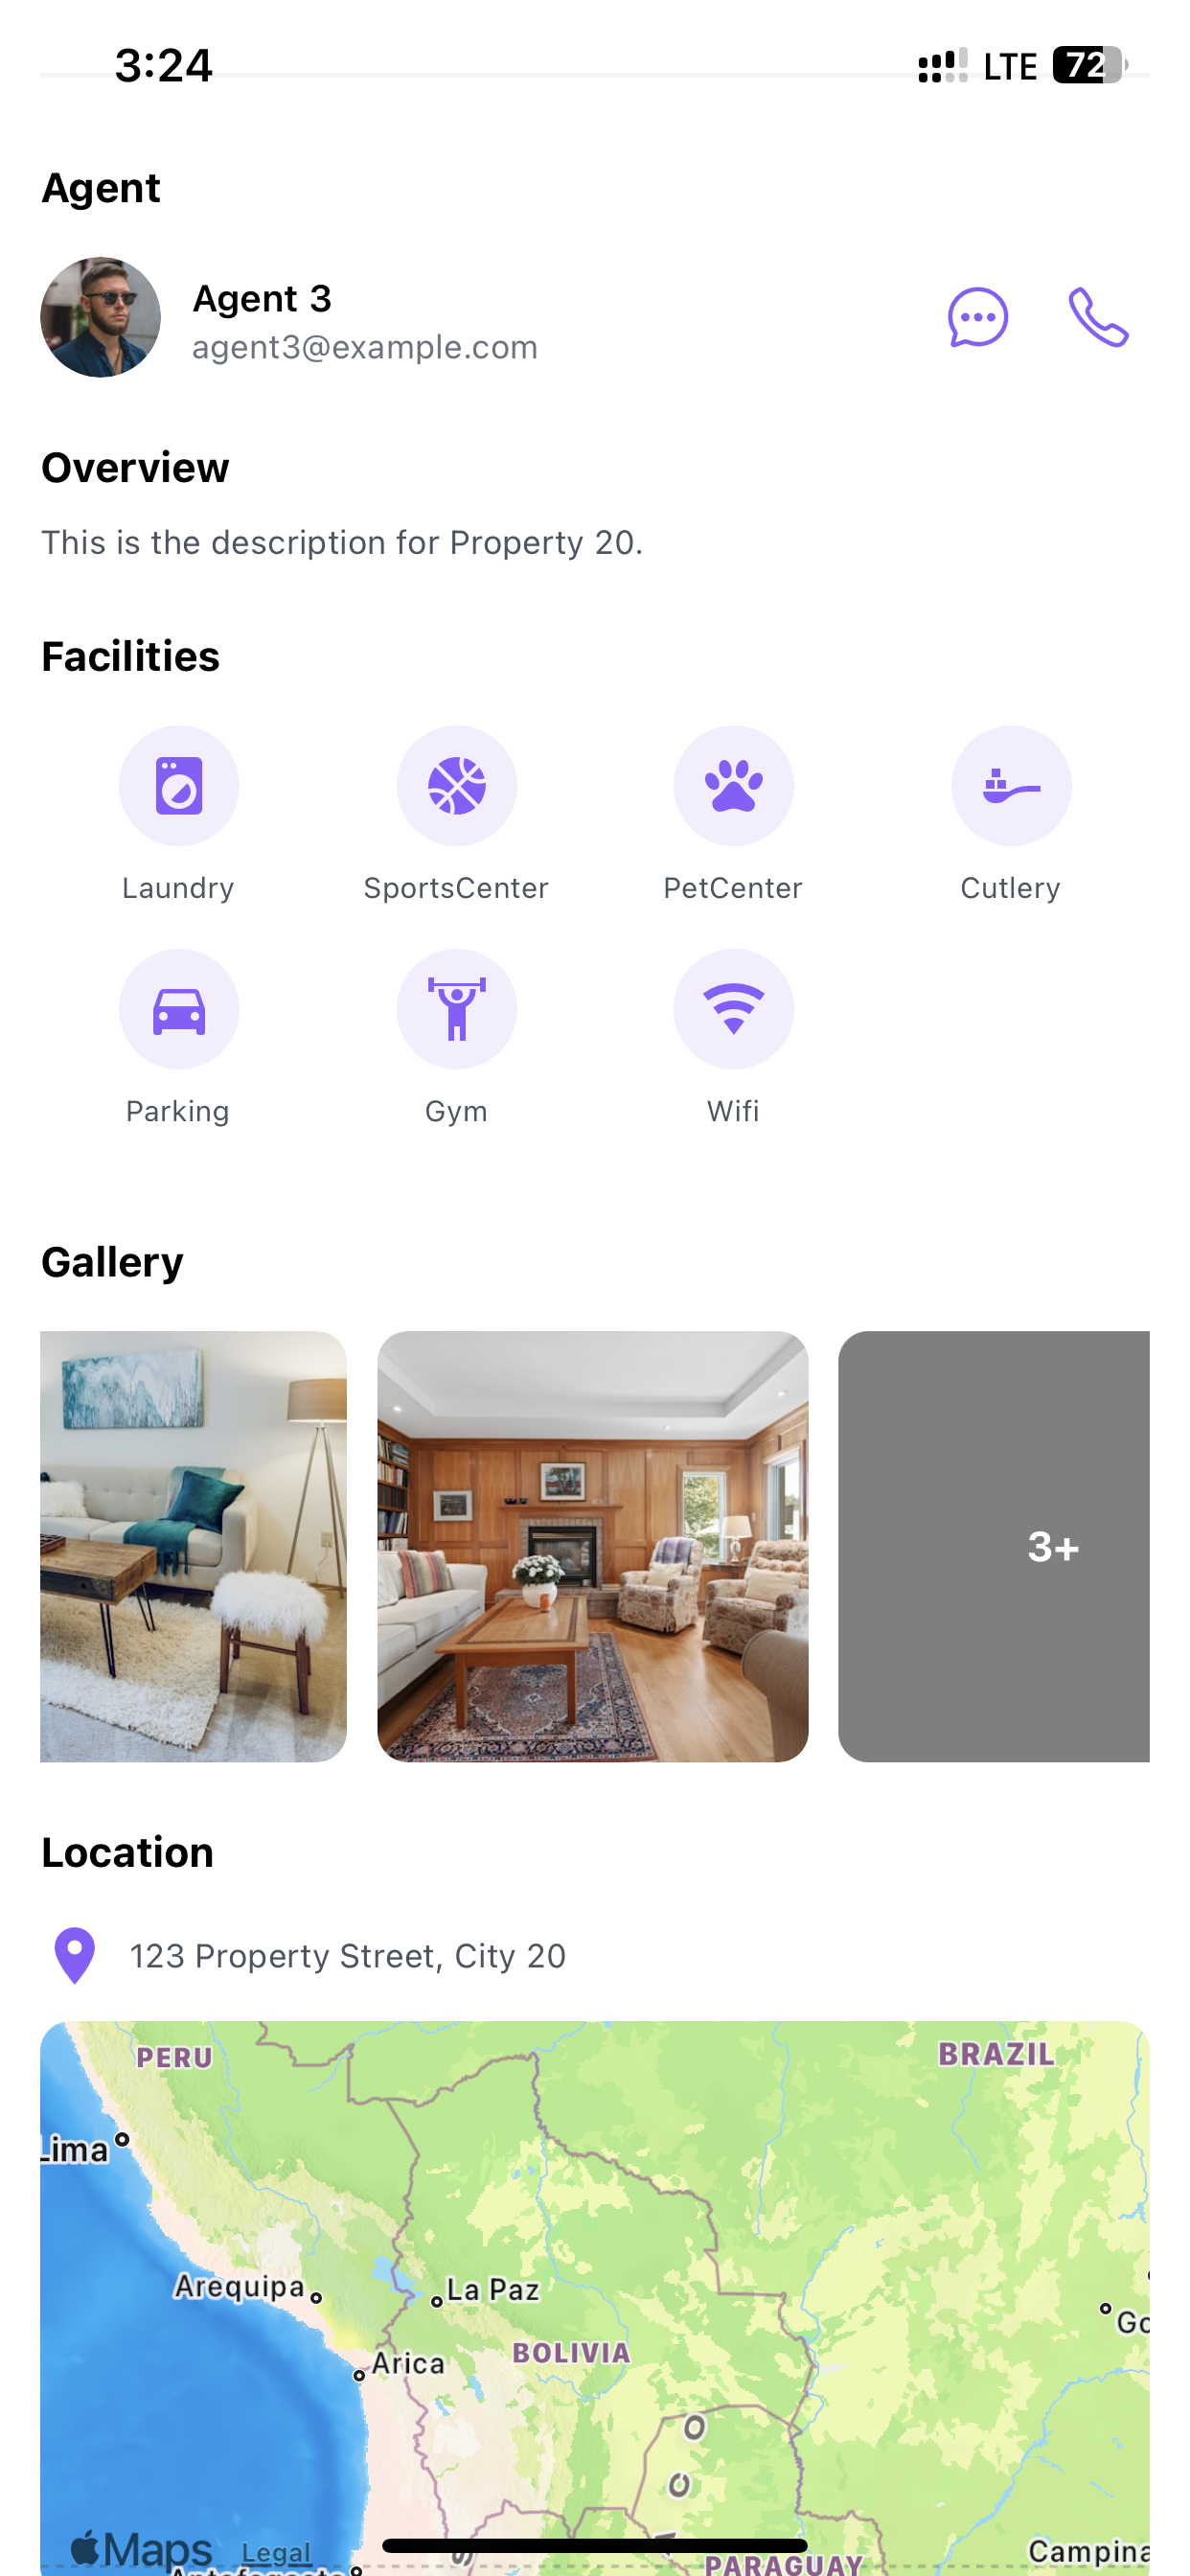 3:24 LTE 72
Agent
Agent 3
agent3@example.com
Overview
This is the description for Property 20.
Facilities
Laundry SportsCenter PetCenter Cutlery
Parking Gym Wifi
Gallery
3+
Location
123 Property Street, City 20
PERU BRAZIL
Lima
Arequipa La Paz
Go
BOLIVIA
Arica
O
C
Maps Legal Campina
PARAGUAY